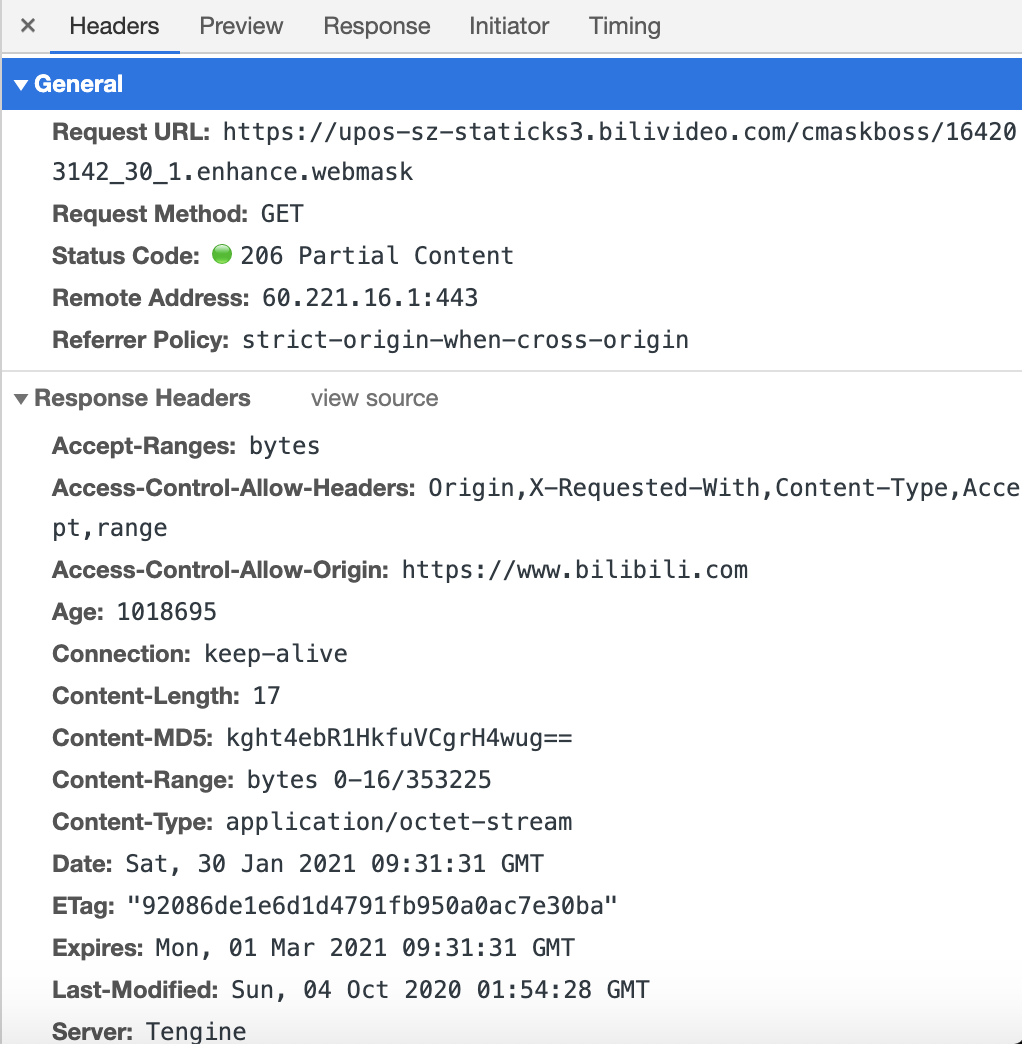 × Headers Preview Response Initiator Timing
▼ General
Request URL: https://upos-sz-staticks3.bilivideo.com/cmaskboss/16420
3142_30_1.enhance.webmask
Request Method: GET
Status Code: 206 Partial Content
Remote Address: 60.221.16.1:443
Referrer Policy: strict-origin-when-cross-origin
▼ Response Headers view source
Accept-Ranges: bytes
Access-Control-Allow-Headers: Origin,X-Requested-With,Content-Type,Acce
pt,range
Access-Control-Allow-Origin: https://www.bilibili.com
Age: 1018695
Connection: keep-alive
Content-Length: 17
Content-MD5: kght4ebR1HkfuVCgrH4wug==
Content-Range: bytes 0-16/353225
Content-Type: application/octet-stream
Date: Sat, 30 Jan 2021 09:31:31 GMT
ETag: "92086de1e6d1d4791fb950a0ac7e30ba"
Expires: Mon, 01 Mar 2021 09:31:31 GMT
Last-Modified: Sun, 04 Oct 2020 01:54:28 GMT
Server: Tengine